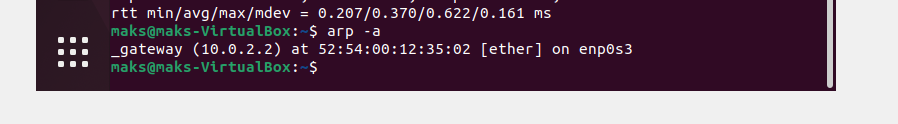 rtt min/avg/max/mdev = 0.207/0.370/0.622/0.161 ms
maks@maks-VirtualBox:~$ arp -a
_gateway (10.0.2.2) at 52:54:00:12:35:02 [ether] on enp0s3
maks@maks-VirtualBox:~$